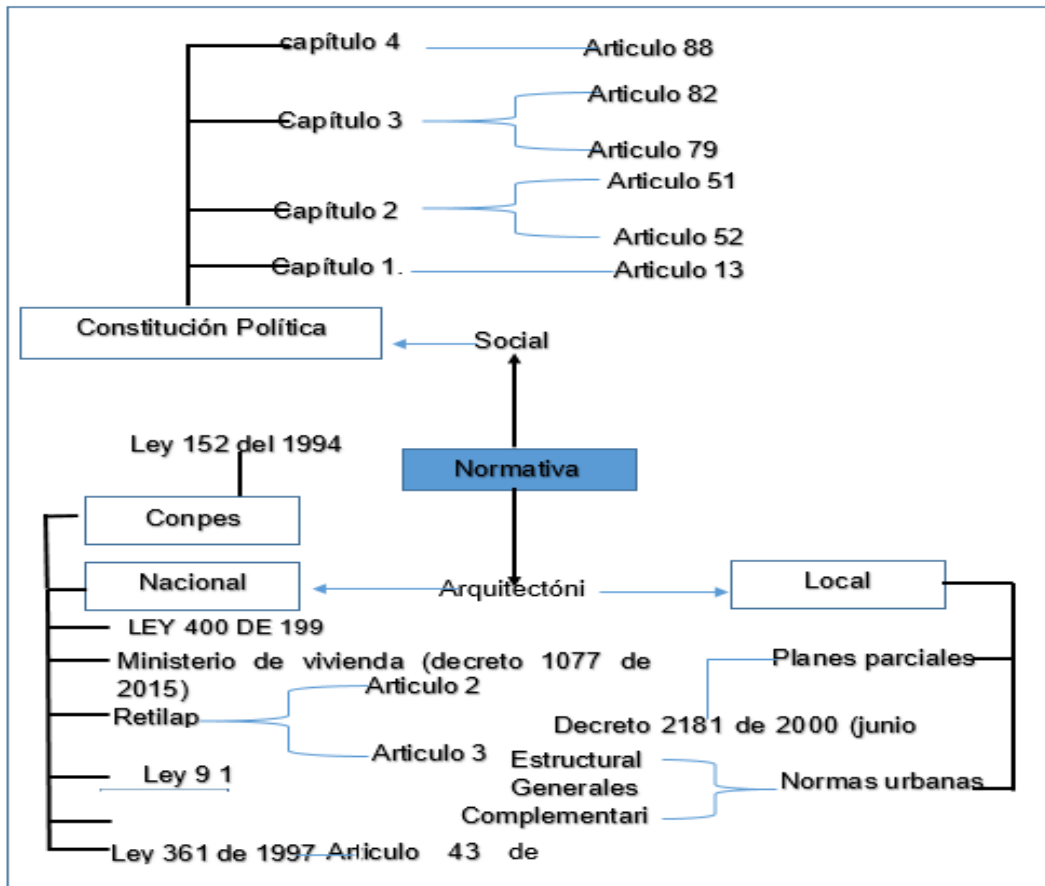 capítulo 4 Articulo 88
Articulo 82
Capítulo 3
Articulo 79
Articulo 51
Capítulo 2
Articulo 52
Capítulo 1. Articulo 13
Constitución Política
Social
Ley 152 del 1994
Normativa
Conpes
Nacional
Arquitectóni
Local
LEY 400 DE 199
Ministerio de vivienda (decreto 1077 de
2015)
Planes parciales
Articulo 2
Retilap
Decreto 2181 de 2000 (junio
Articulo 3
Estructural
Ley 9 1
Generales
Normas urbanas
Complementari
Ley 361 de 1997 Articulo 43 de